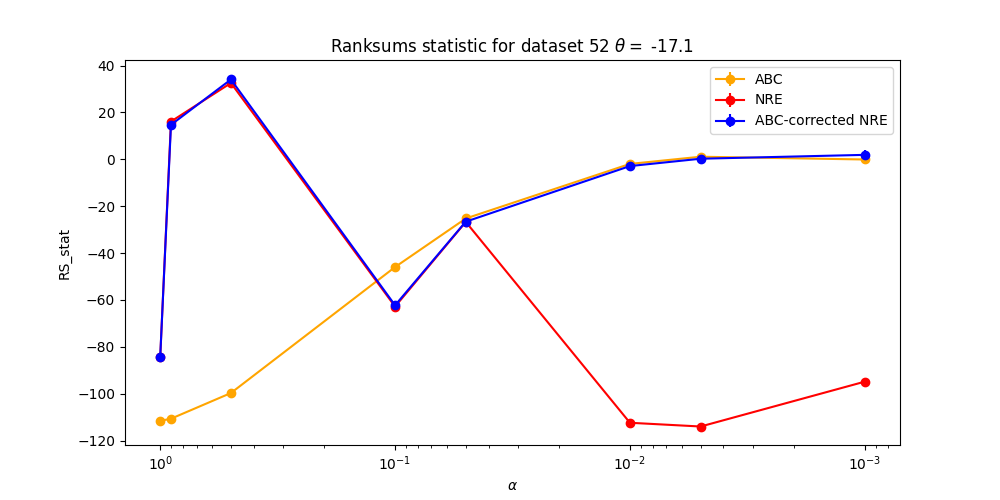 Ranksums statistic for dataset 52 θ = -17.1
ABC
NRE
ABC-corrected NRE
RS_stat
40
20
0
−20
−40
−60
−80
−100
−120
10⁰
10⁻¹
10⁻²
10⁻³
α